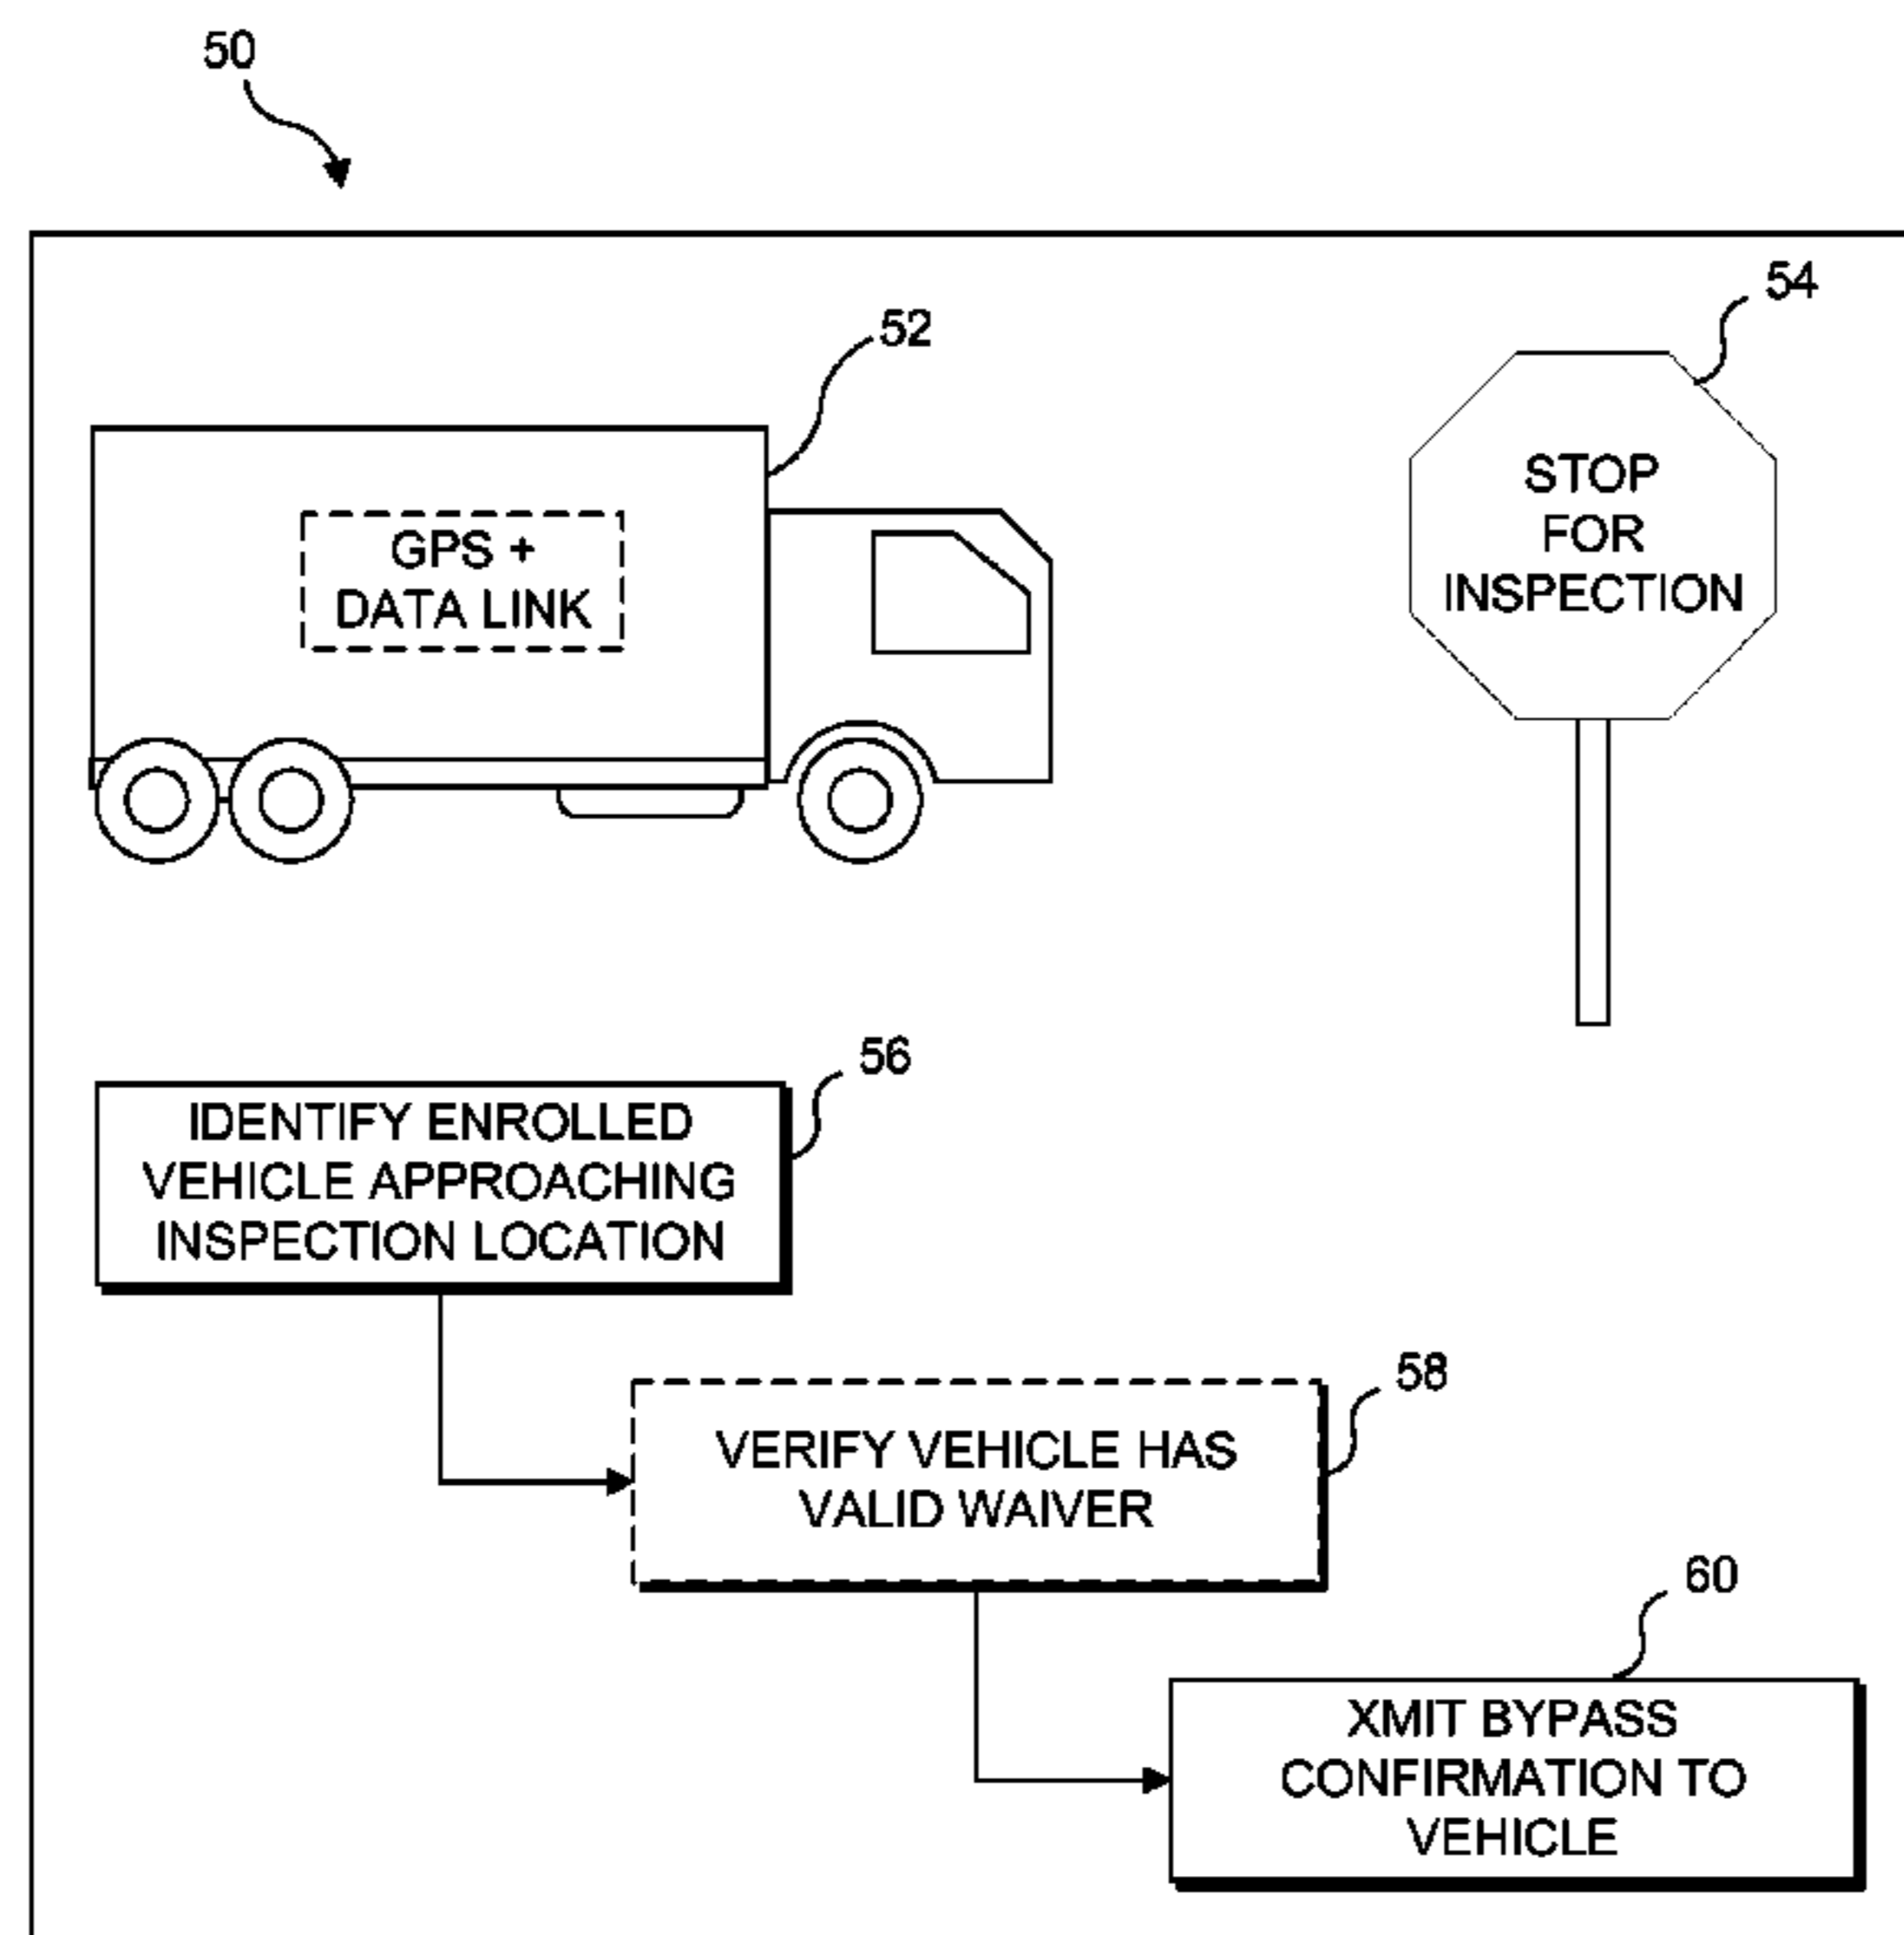 50
54
52
GPS +
DATA LINK
STOP
FOR
INSPECTION
56
IDENTIFY ENROLLED
VEHICLE APPROACHING
INSPECTION LOCATION
58
VERIFY VEHICLE HAS
VALID WAIVER
60
XMIT BYPASS
CONFIRMATION TO
VEHICLE